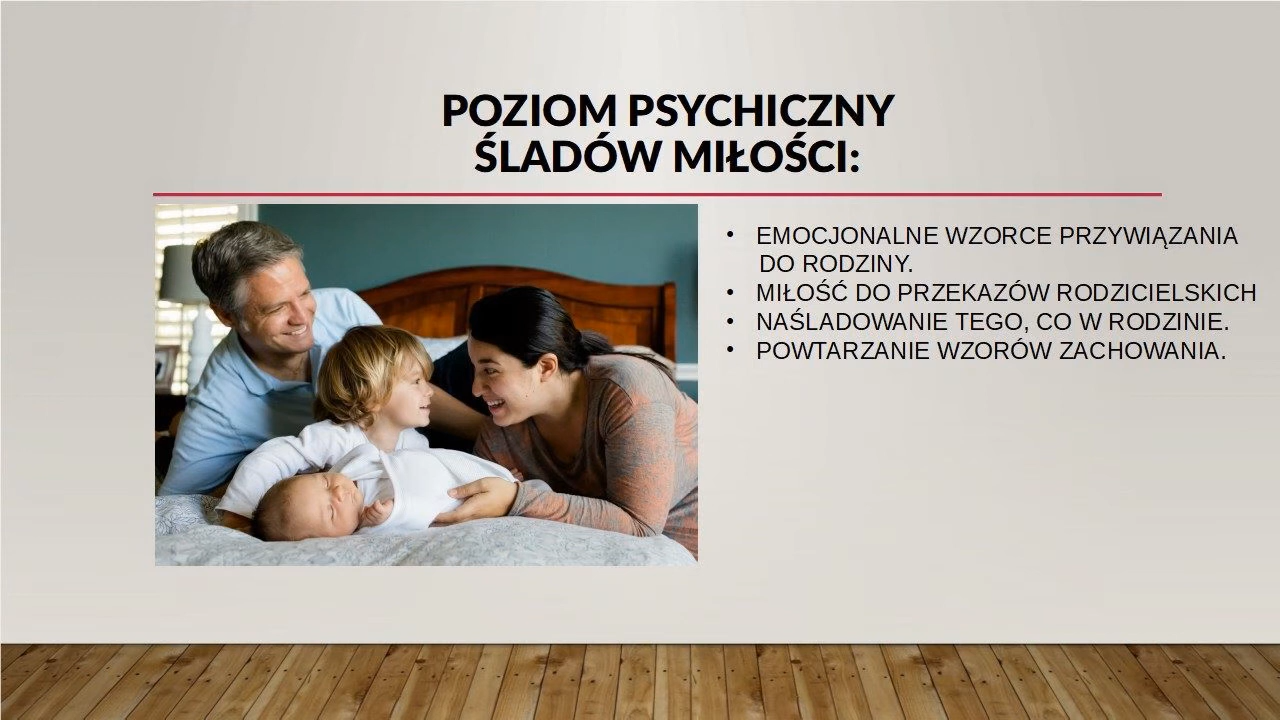 POZIOM PSYCHICZNY
ŚLADÓW MIŁOŚCI:
• EMOCJONALNE WZORCE PRZYWIĄZANIA
DO RODZINY.
• MIŁOŚĆ DO PRZEKAZÓW RODZICIELSKICH
• NAŚLADOWANIE TEGO, CO W RODZINIE.
• POWTARZANIE WZORÓW ZACHOWANIA.